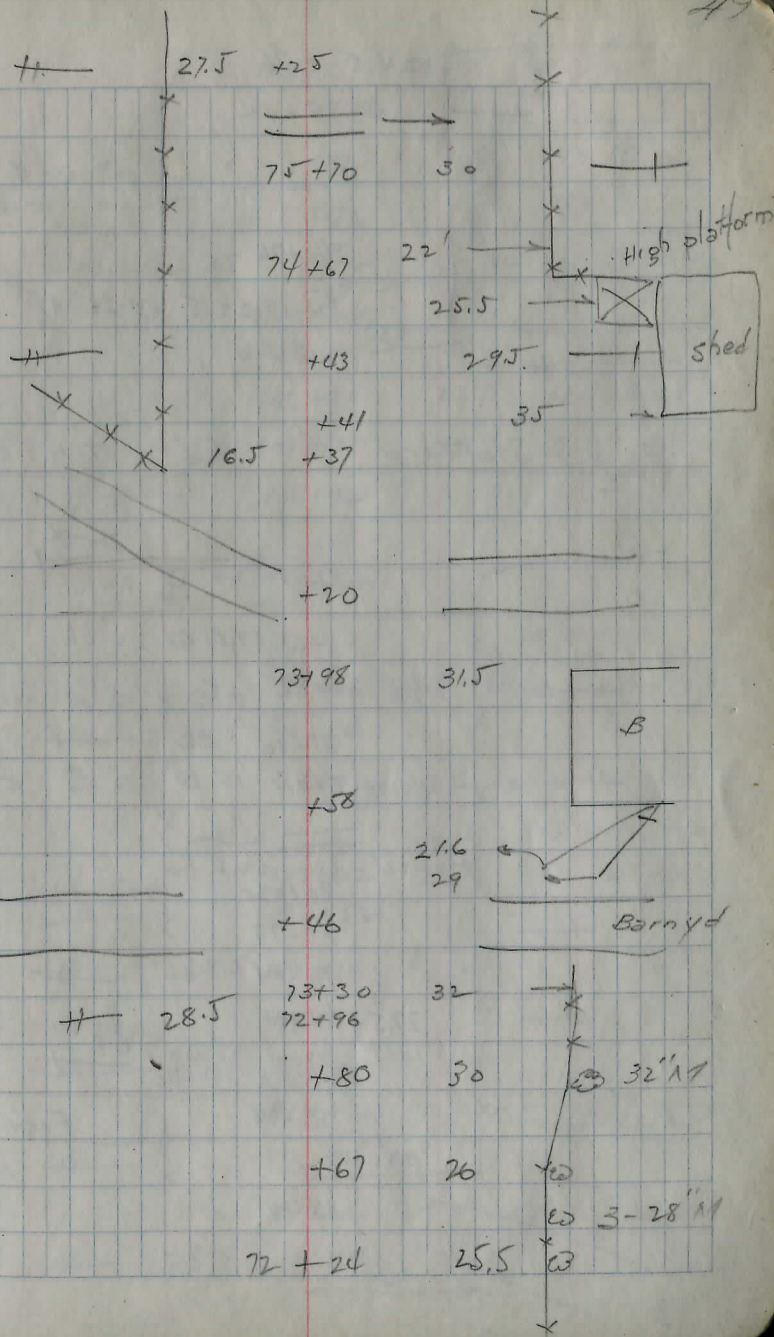 27.5 +25
75+70 30
74+67 22'
High platform
25.5
+43 29.5 Shed
+41 35
16.5 +37
+20
73+98 31.5
B
+58
21.6
29
+46 Barnyd
73+30 32
28.5 72+96
+80 30 32" M
+67 26
3-28" M
72+24 25.5